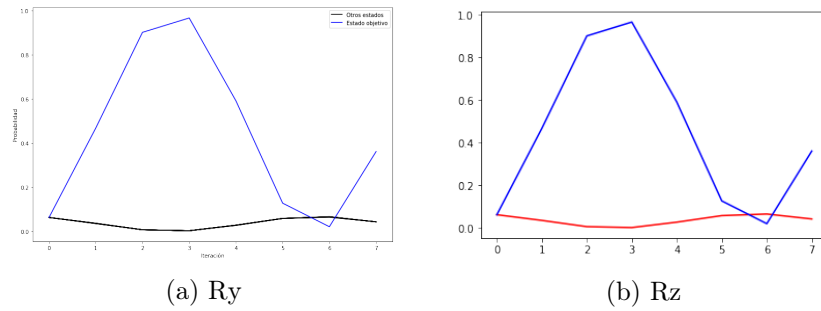 Otros estados
Estado objetivo
1.0
0.8
0.6
0.4
0.2
0.0
Probabilidad
0 1 2 3 4 5 6 7
Iteración
(a) Ry
1.0
0.8
0.6
0.4
0.2
0.0
0 1 2 3 4 5 6 7
(b) Rz